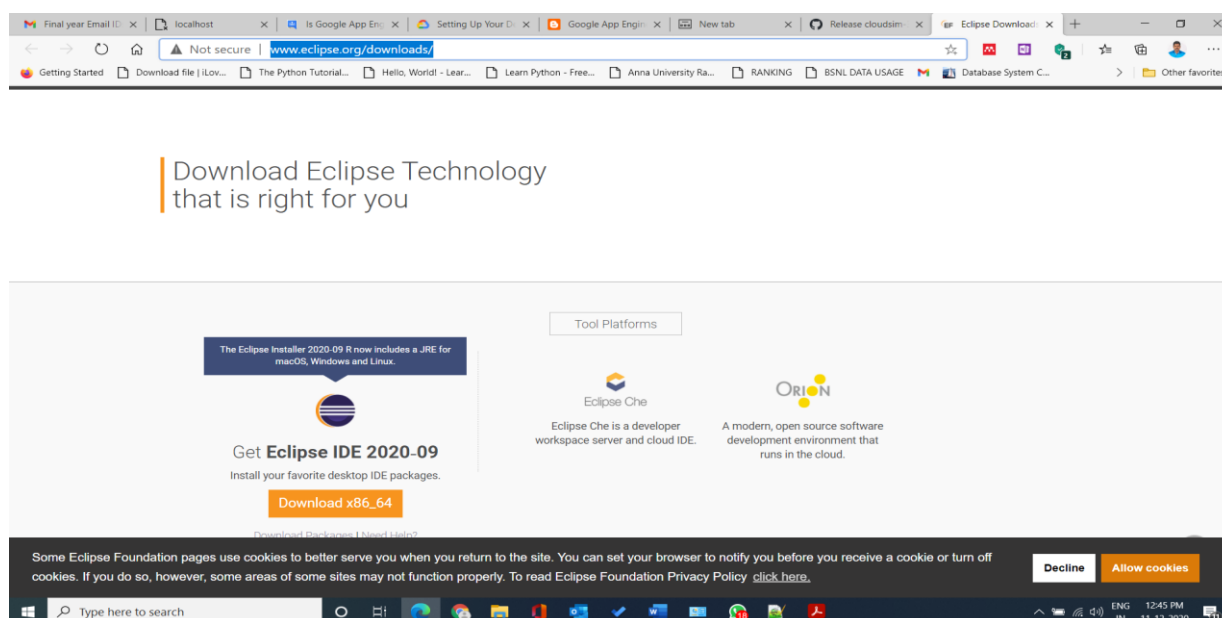 Final year Email ID
localhost
Is Google App Eng
Setting Up Your De
Google App Engin
New tab
Release cloudsim-
Eclipse Downloads
Not secure | www.eclipse.org/downloads/
Getting Started
Download file | iLov...
The Python Tutorial...
Hello, World! - Lear...
Learn Python - Free...
Anna University Ra...
RANKING
BSNL DATA USAGE
Database System C...
Other favorites
Download Eclipse Technology
that is right for you
Tool Platforms
The Eclipse Installer 2020-09 R now includes a JRE for
macOS, Windows and Linux.
Get Eclipse IDE 2020-09
Install your favorite desktop IDE packages.
Download x86_64
Download Packages | Need Help?
Eclipse Che
Eclipse Che is a developer
workspace server and cloud IDE.
ORION
A modern, open source software
development environment that
runs in the cloud.
Some Eclipse Foundation pages use cookies to better serve you when you return to the site. You can set your browser to notify you before you receive a cookie or turn off
cookies. If you do so, however, some areas of some sites may not function properly. To read Eclipse Foundation Privacy Policy click here.
Decline
Allow cookies
Type here to search
ENG
IN
12:45 PM
11-12-2020